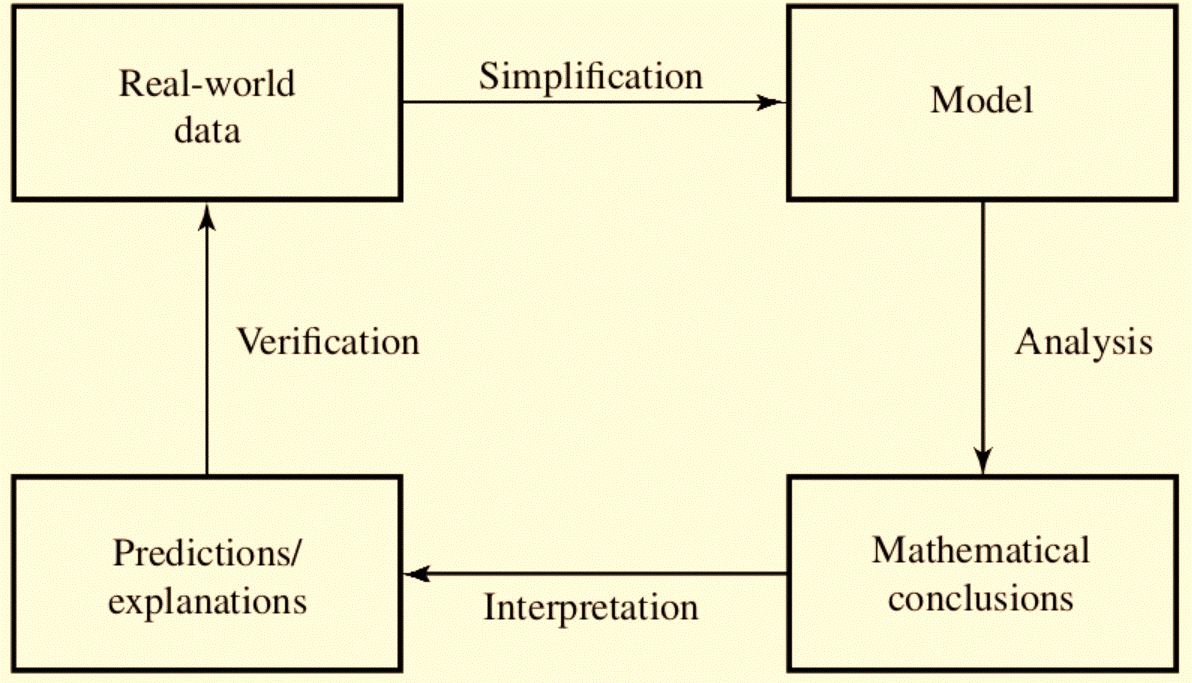 Real-world
data
Simplification
Model
Verification
Analysis
Predictions/
explanations
Interpretation
Mathematical
conclusions